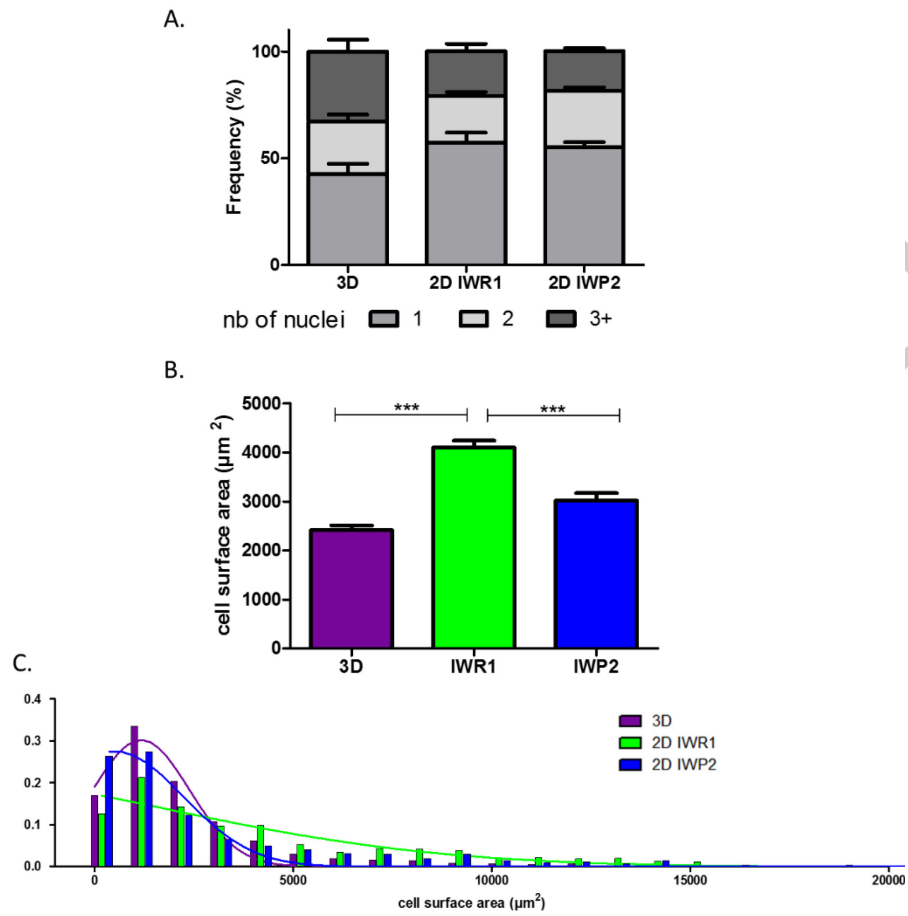 A.
100
50
0
Frequency (%)
3D 2D IWR1 2D IWP2
nb of nuclei 1 2 3+
B.
5000
4000
3000
2000
1000
0
cell surface area (µm²)
*** ***
3D IWR1 IWP2
C.
0.4
0.3
0.2
0.1
0.0
3D
2D IWR1
2D IWP2
0 5000 10000 15000 20000
cell surface area (µm²)